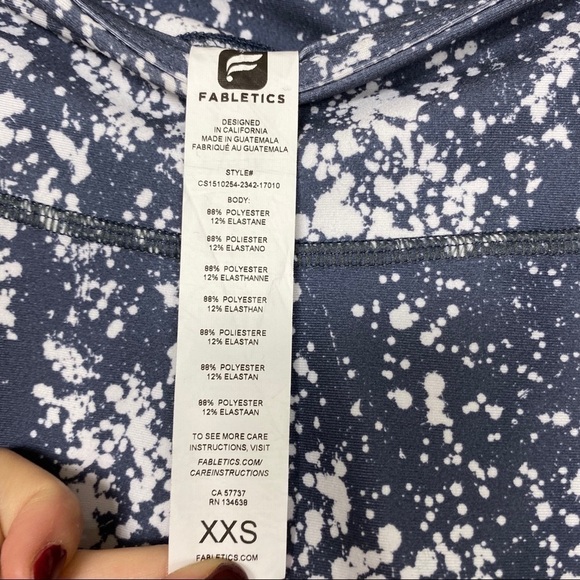 FABLETICS
DESIGNED
IN CALIFORNIA
MADE IN GUATEMALA
FABRIQUÉ AU GUATEMALA
STYLE#
CS1510254-2342-17010
BODY:
88% POLYESTER
12% ELASTANE
88% POLIESTER
12% ELASTANO
88% POLYESTER
12% ELASTHANNE
88% POLYESTER
12% ELASTHAN
88% POLIESTERE
12% ELASTAN
88% POLYESTER
12% ELASTAN
88% POLYESTER
12% ELASTAAN
TO SEE MORE CARE
INSTRUCTIONS, VISIT
FABLETICS.COM/
CAREINSTRUCTIONS
CA 57737
RN 134638
XXS
FABLETICS.COM